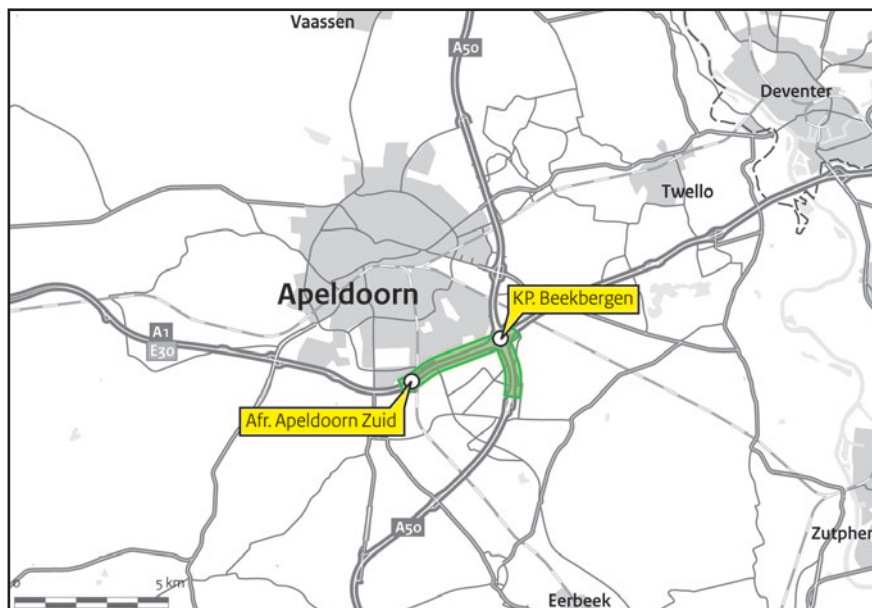 Vaassen
A50
Deventer
Twello
Apeldoorn
KP. Beekbergen
A1
E30
Afr. Apeldoorn Zuid
A50
Zutphen
5 km
Eerbeek